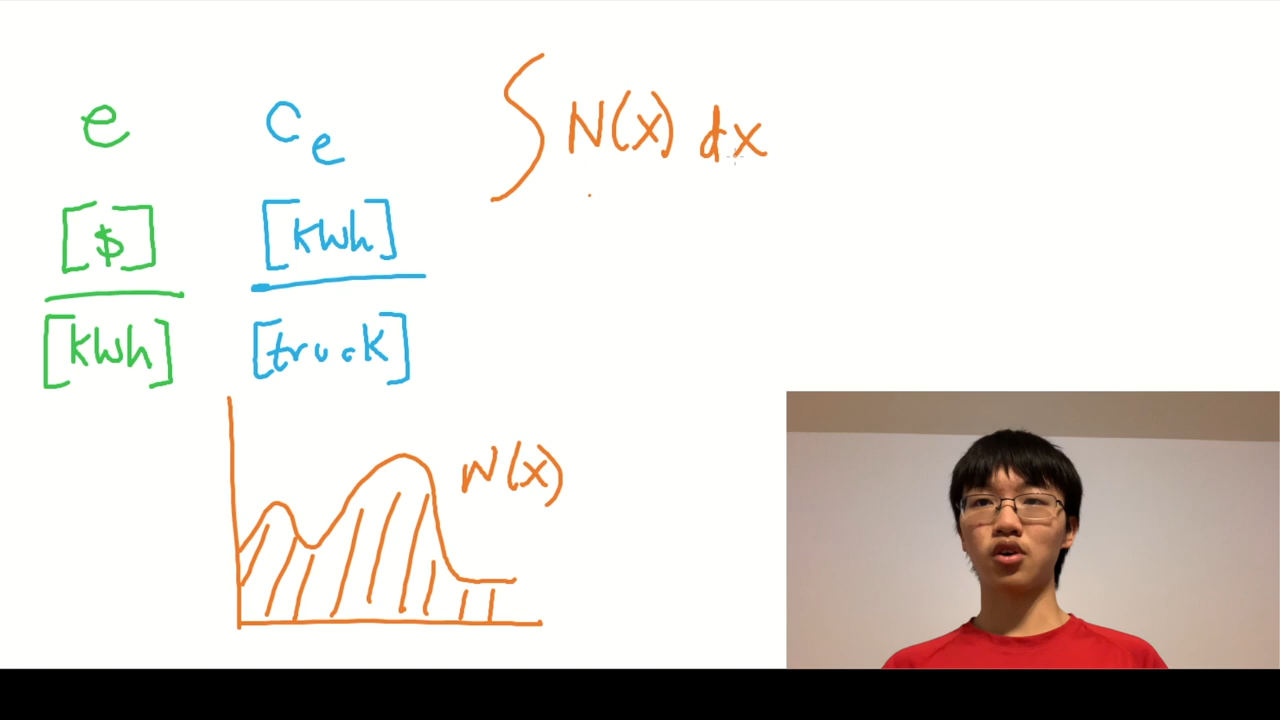 e
c_e
∫ N(x) dx
[$]
[kwh]
[kwh]
[truck]
N(x)